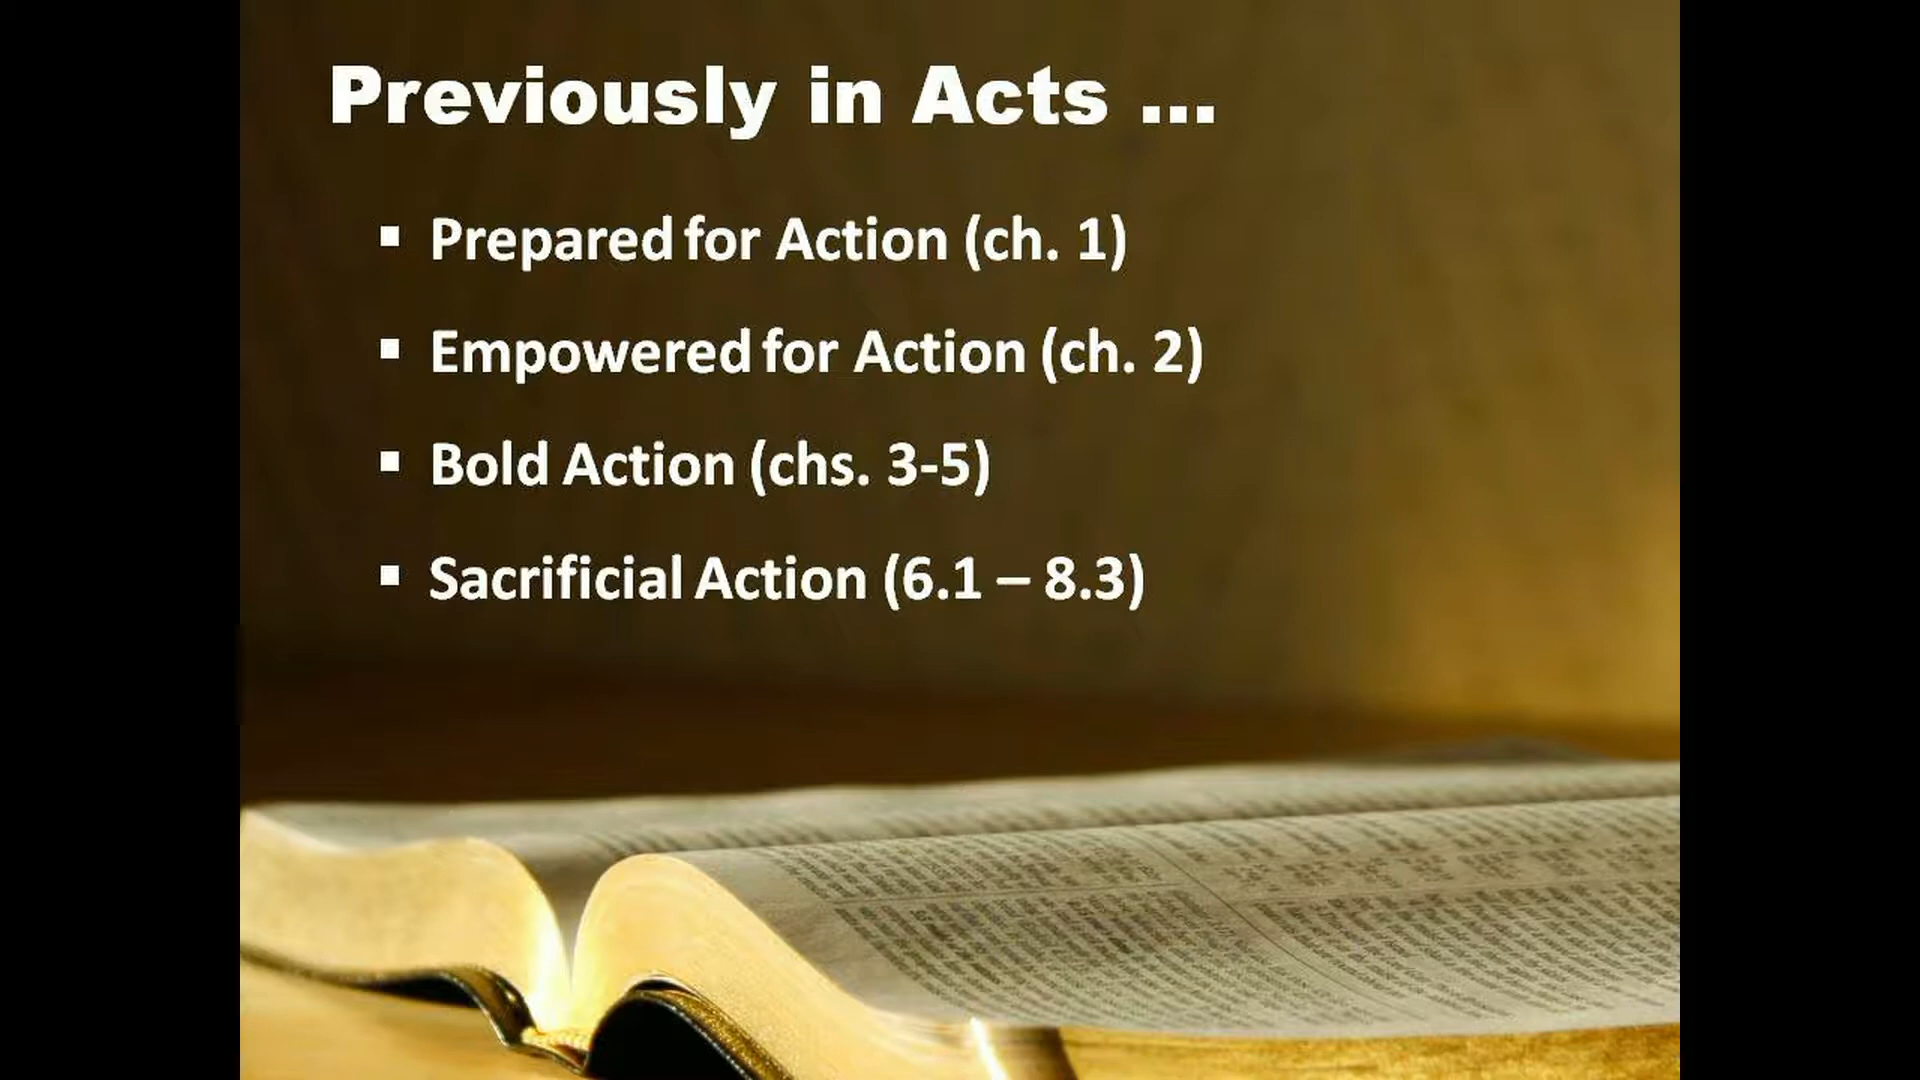 Previously in Acts ...
▪ Prepared for Action (ch. 1)
▪ Empowered for Action (ch. 2)
▪ Bold Action (chs. 3-5)
▪ Sacrificial Action (6.1 – 8.3)